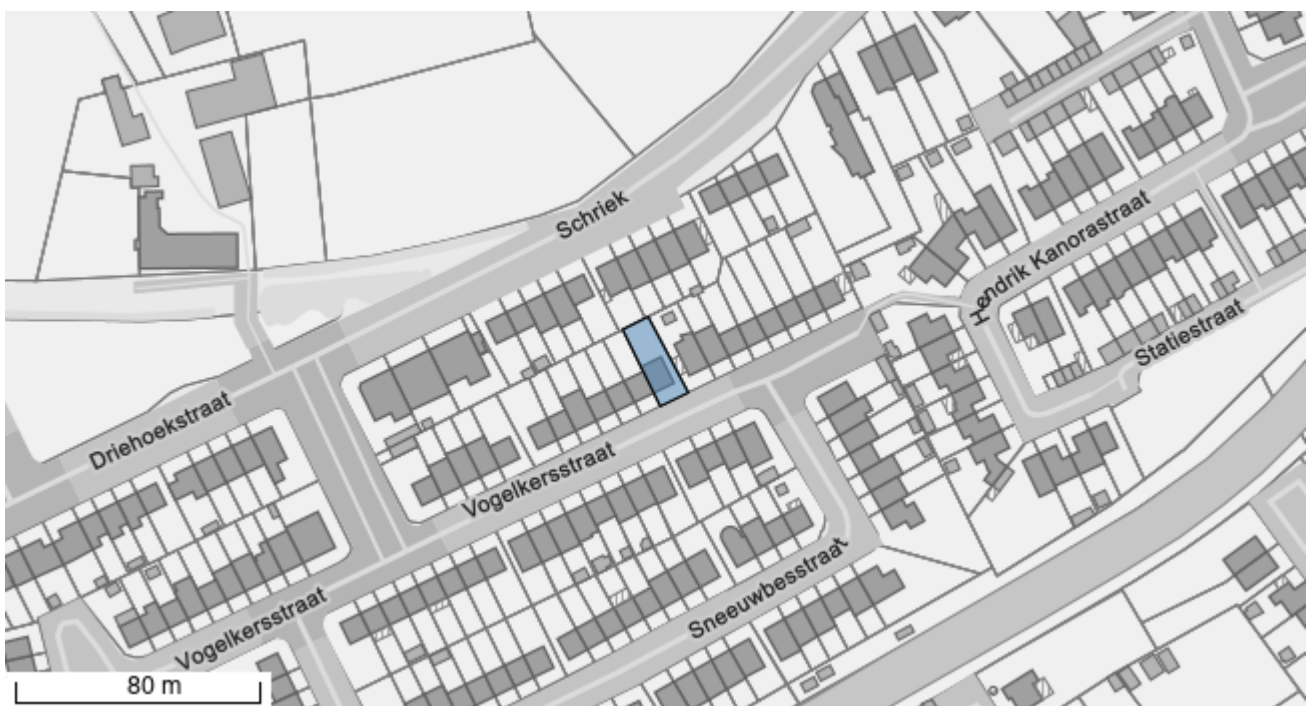 Schriek
Hendrik Kanorastraat
Statiestraat
Driehoekstraat
Vogelkersstraat
Sneeuwbesstraat
Vogelkersstraat
80 m